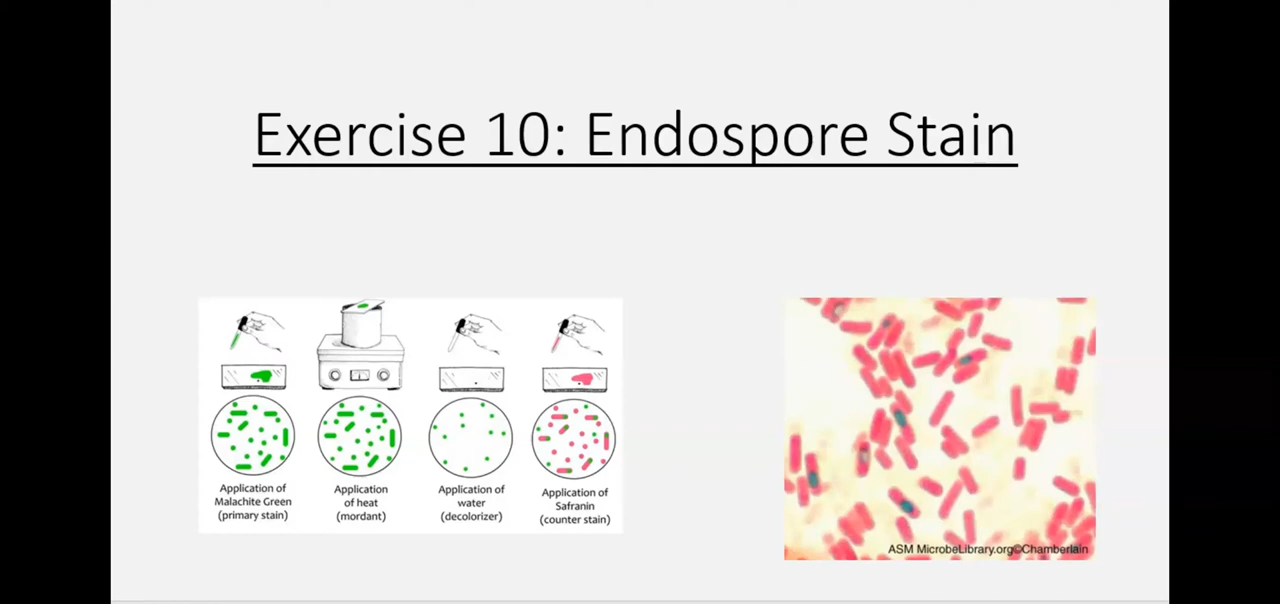 Exercise 10: Endospore Stain
Application of
Malachite Green
(primary stain)
Application
of heat
(mordant)
Application of
water
(decolorizer)
Application of
Safranin
(counter stain)
ASM MicrobeLibrary.org©Chamberlain